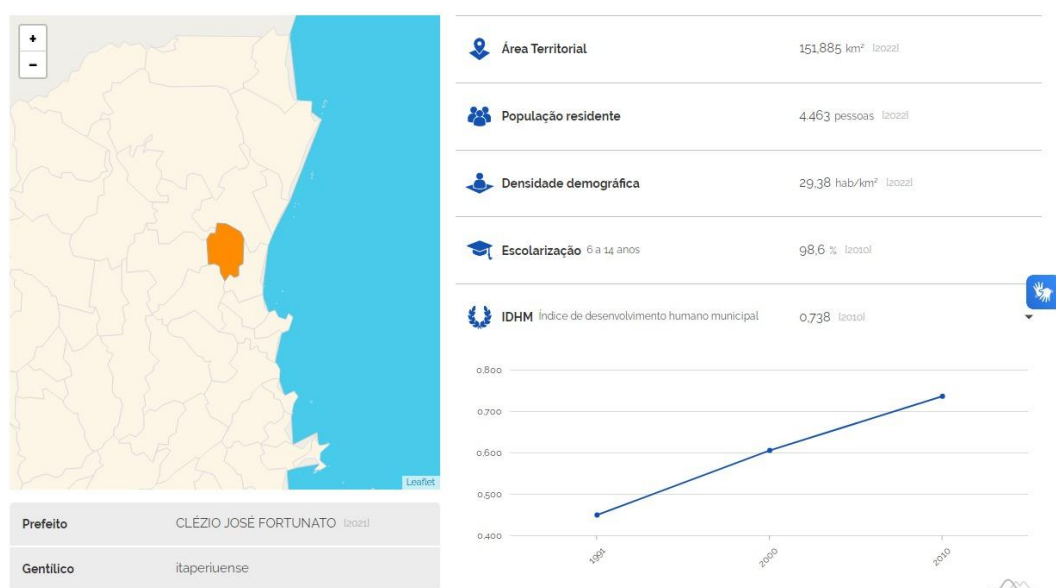 +
-
Leaflet
Prefeito CLÉZIO JOSÉ FORTUNATO [2021]
Gentílico itaperiuense
Área Territorial 151,885 km² [2022]
População residente 4.463 pessoas [2022]
Densidade demográfica 29,38 hab/km² [2022]
Escolarização 6 a 14 anos 98,6 % [2010]
IDHM Índice de desenvolvimento humano municipal 0,738 [2010]
0,800
0,700
0,600
0,500
0,400
1991
2000
2010